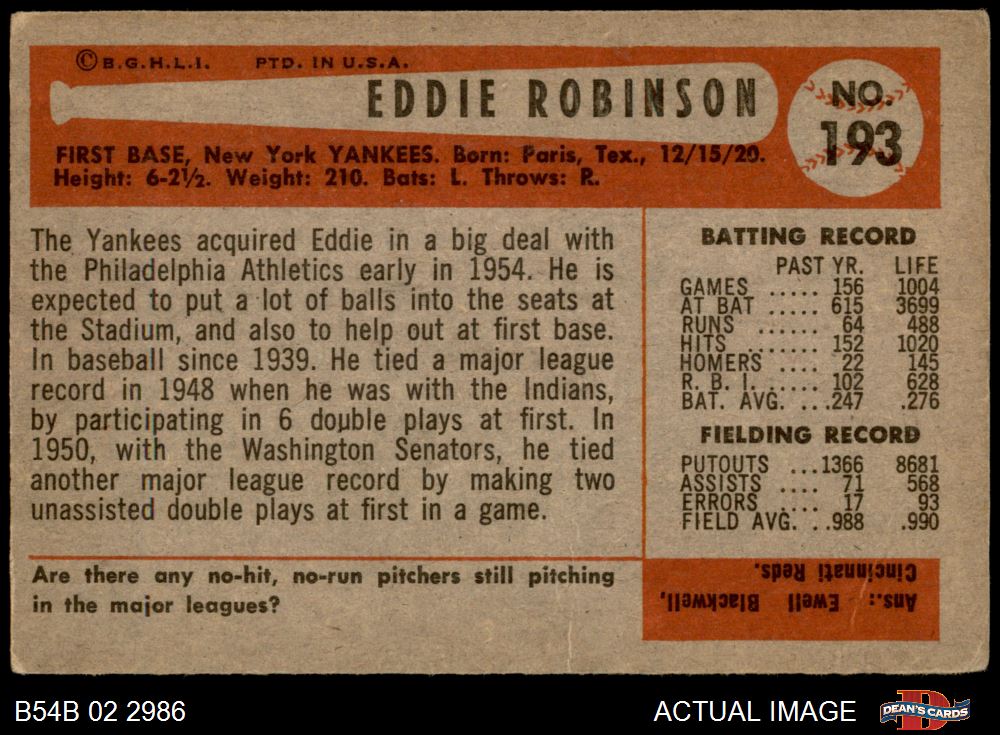 © B.G.H.L.I. PTD. IN U.S.A.
EDDIE ROBINSON
NO.
193
FIRST BASE, New York YANKEES. Born: Paris, Tex., 12/15/20.
Height: 6-2½. Weight: 210. Bats: L. Throws: R.
The Yankees acquired Eddie in a big deal with
the Philadelphia Athletics early in 1954. He is
expected to put a lot of balls into the seats at
the Stadium, and also to help out at first base.
In baseball since 1939. He tied a major league
record in 1948 when he was with the Indians,
by participating in 6 double plays at first. In
1950, with the Washington Senators, he tied
another major league record by making two
unassisted double plays at first in a game.
Are there any no-hit, no-run pitchers still pitching
in the major leagues?
BATTING RECORD
PAST YR. LIFE
GAMES ..... 156 1004
AT BAT ..... 615 3699
RUNS ...... 64 488
HITS ....... 152 1020
HOMERS .... 22 145
R. B. I. ..... 102 628
BAT. AVG. ...247 .276
FIELDING RECORD
PUTOUTS ...1366 8681
ASSISTS .... 71 568
ERRORS ..... 17 93
FIELD AVG. ..988 .990
Ans.: Ewell Blackwell,
Cincinnati Reds.
B54B 02 2986
ACTUAL IMAGE
D
DEAN'S CARDS